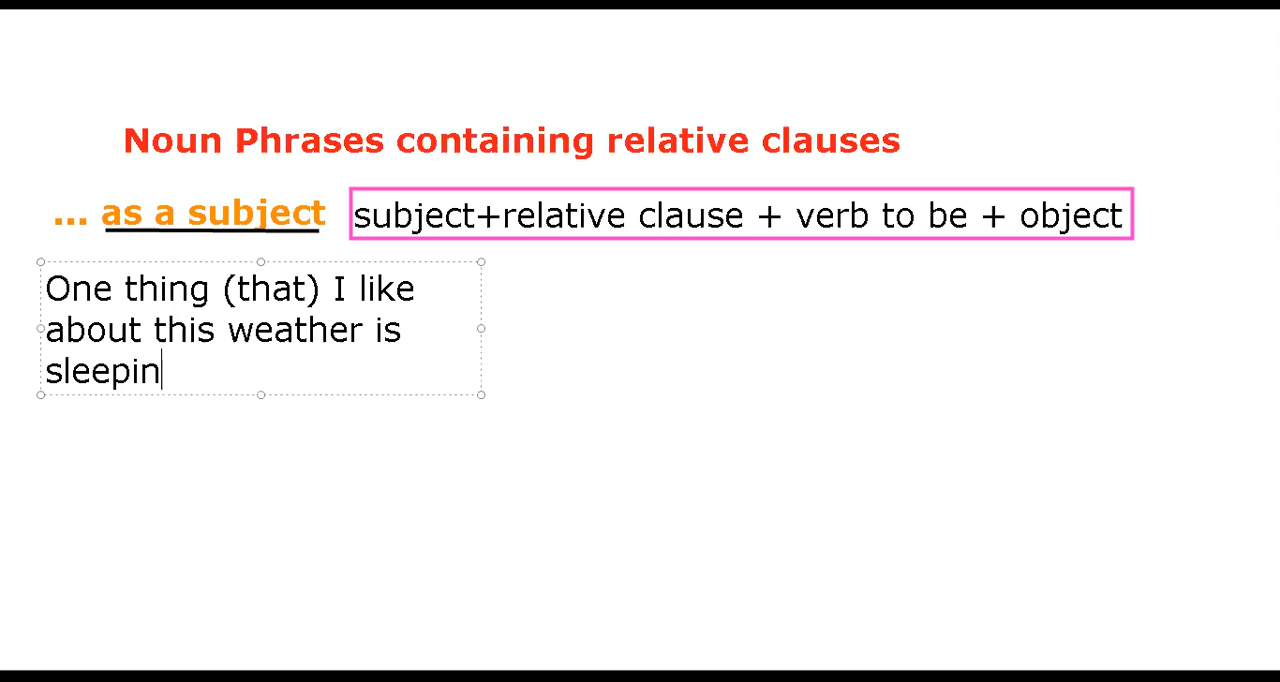 Noun Phrases containing relative clauses
... as a subject subject+relative clause + verb to be + object
One thing (that) I like
about this weather is
sleepin